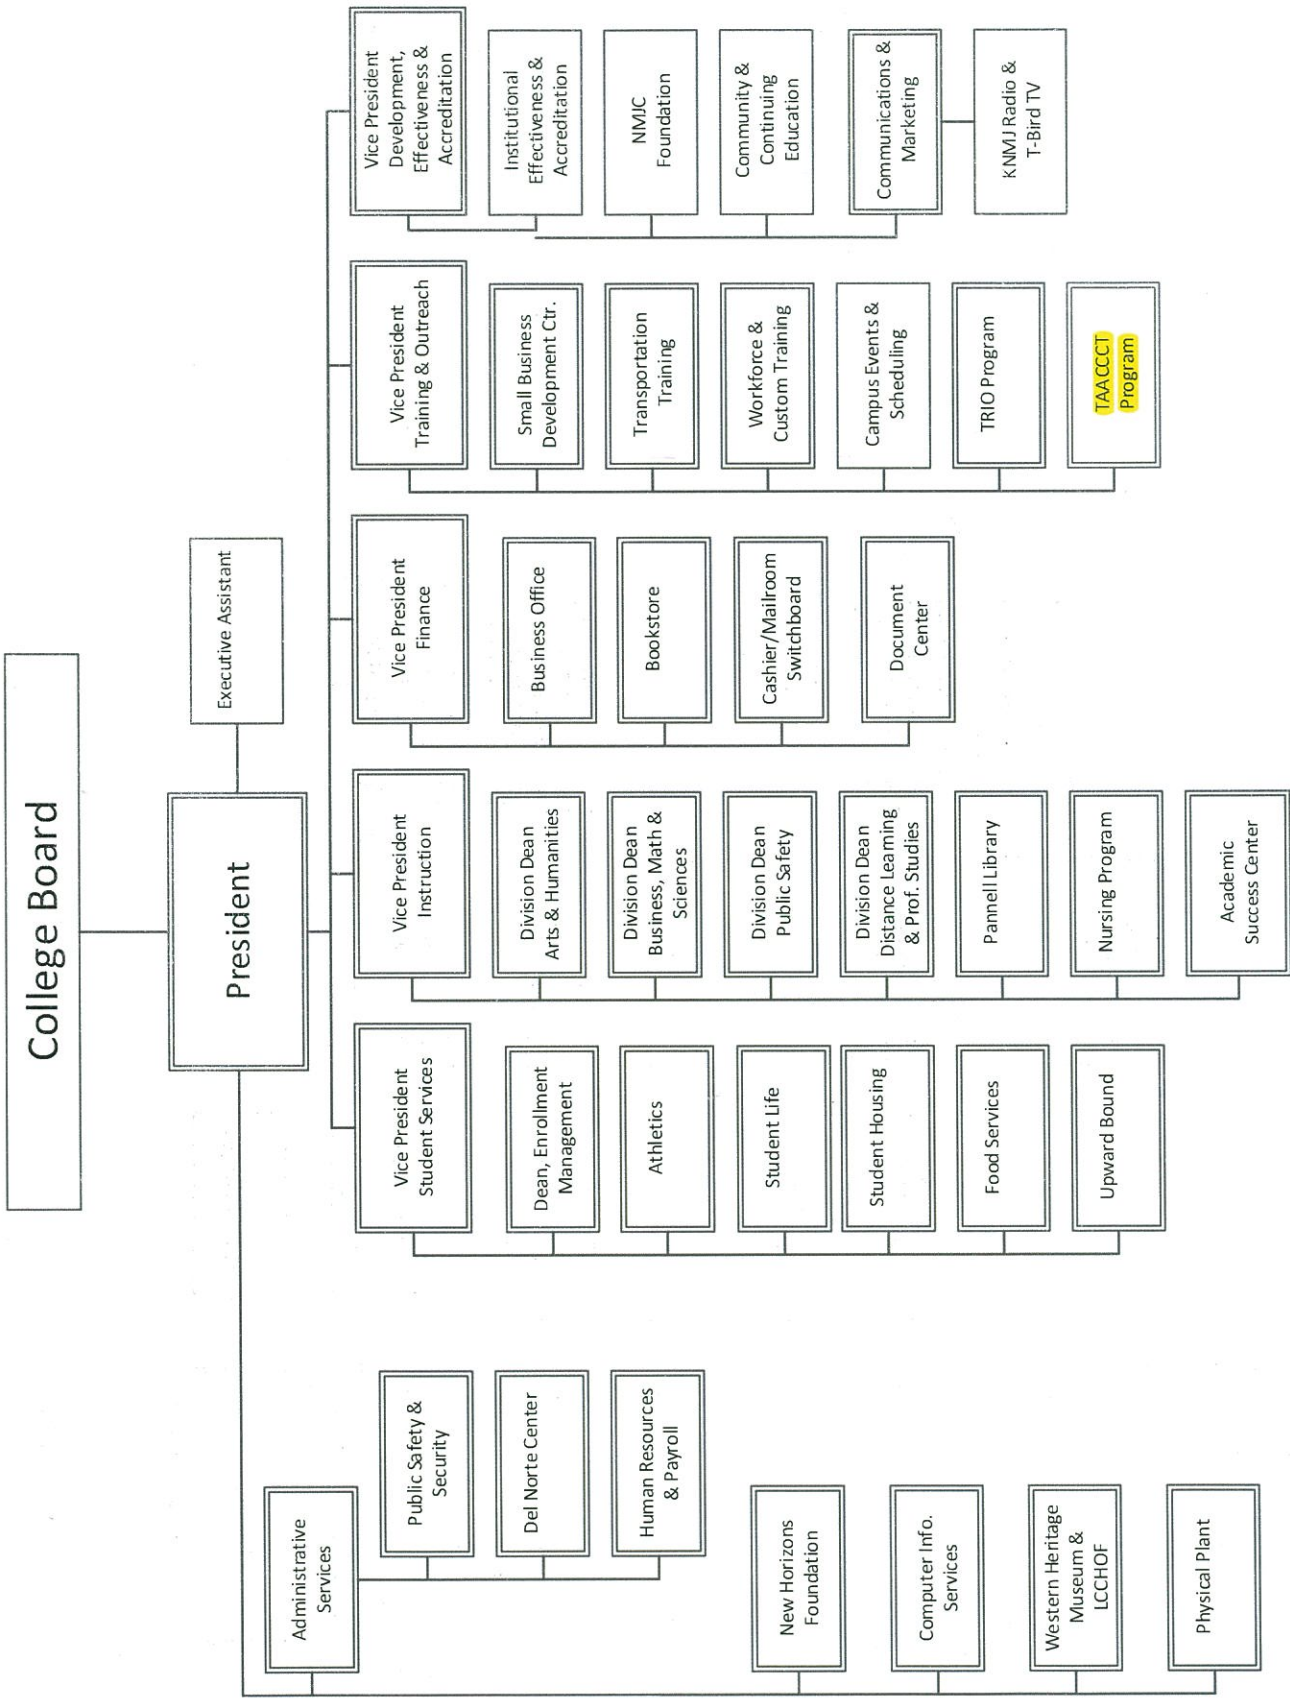 College Board
President
Executive Assistant
Administrative
Services
Public Safety &
Security
Del Norte Center
Human Resources
& Payroll
New Horizons
Foundation
Computer Info.
Services
Western Heritage
Museum &
LCCHOF
Physical Plant
Vice President
Student Services
Dean, Enrollment
Management
Athletics
Student Life
Student Housing
Food Services
Upward Bound
Vice President
Instruction
Division Dean
Arts & Humanities
Division Dean
Business, Math &
Sciences
Division Dean
Public Safety
Division Dean
Distance Learning
& Prof. Studies
Pannell Library
Nursing Program
Academic
Success Center
Vice President
Finance
Business Office
Bookstore
Cashier/Mailroom
Switchboard
Document
Center
Vice President
Training & Outreach
Small Business
Development Ctr.
Transportation
Training
Workforce &
Custom Training
Campus Events &
Scheduling
TRIO Program
TAACCCT
Program
Vice President
Development,
Effectiveness &
Accreditation
Institutional
Effectiveness &
Accreditation
NMJC
Foundation
Community &
Continuing
Education
Communications &
Marketing
KNMJ Radio &
T-Bird TV